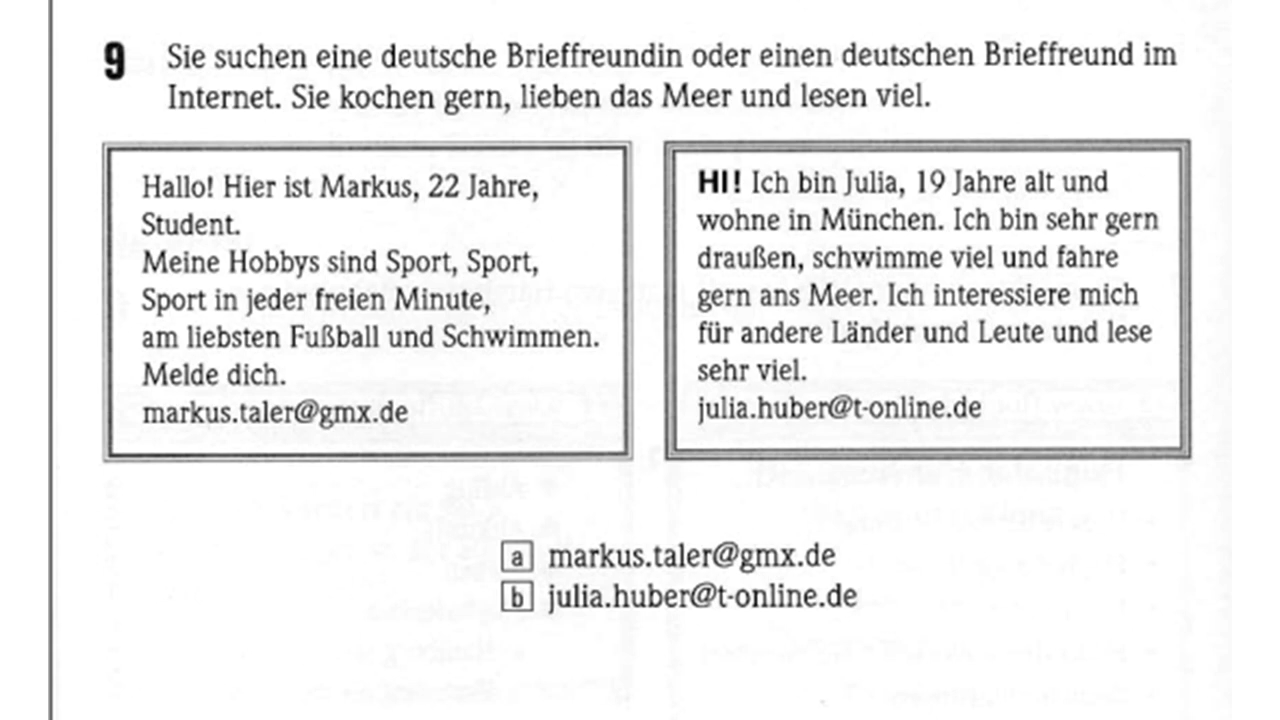 9 Sie suchen eine deutsche Brieffreundin oder einen deutschen Brieffreund im
Internet. Sie kochen gern, lieben das Meer und lesen viel.
Hallo! Hier ist Markus, 22 Jahre,
Student.
Meine Hobbys sind Sport, Sport,
Sport in jeder freien Minute,
am liebsten Fußball und Schwimmen.
Melde dich.
markus.taler@gmx.de
HI! Ich bin Julia, 19 Jahre alt und
wohne in München. Ich bin sehr gern
draußen, schwimme viel und fahre
gern ans Meer. Ich interessiere mich
für andere Länder und Leute und lese
sehr viel.
julia.huber@t-online.de
a markus.taler@gmx.de
b julia.huber@t-online.de